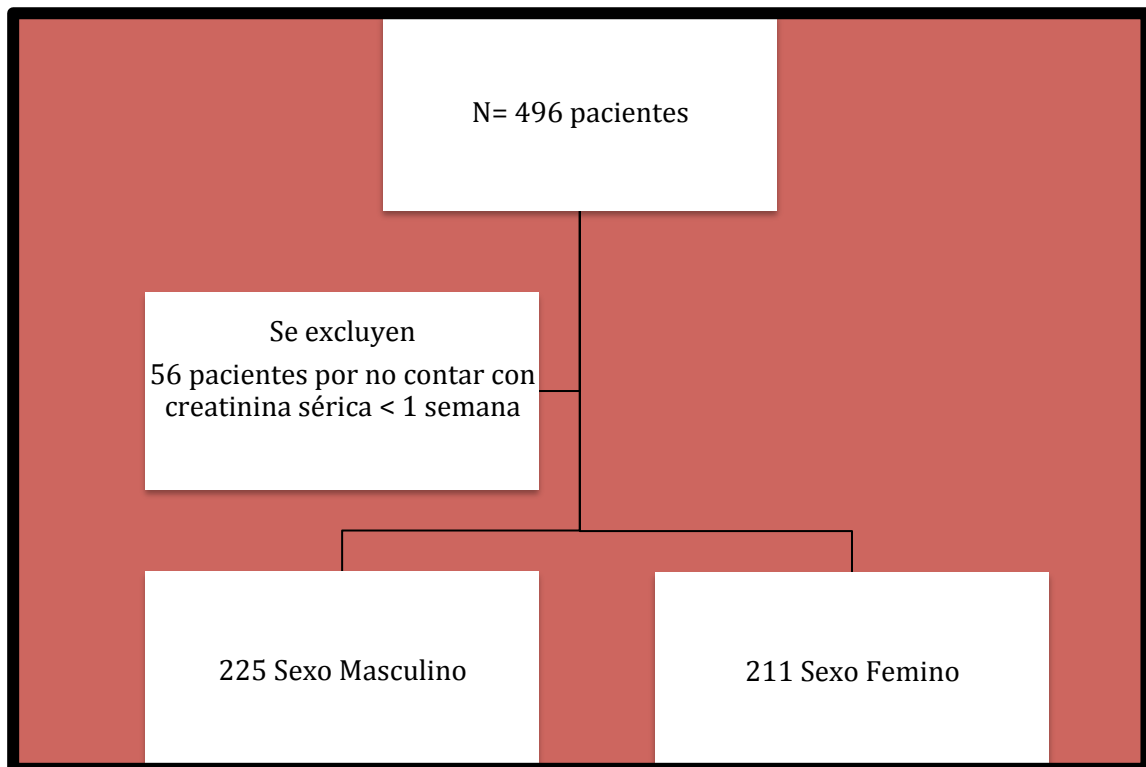 N= 496 pacientes
Se excluyen
56 pacientes por no contar con
creatinina sérica < 1 semana
225 Sexo Masculino
211 Sexo Femino